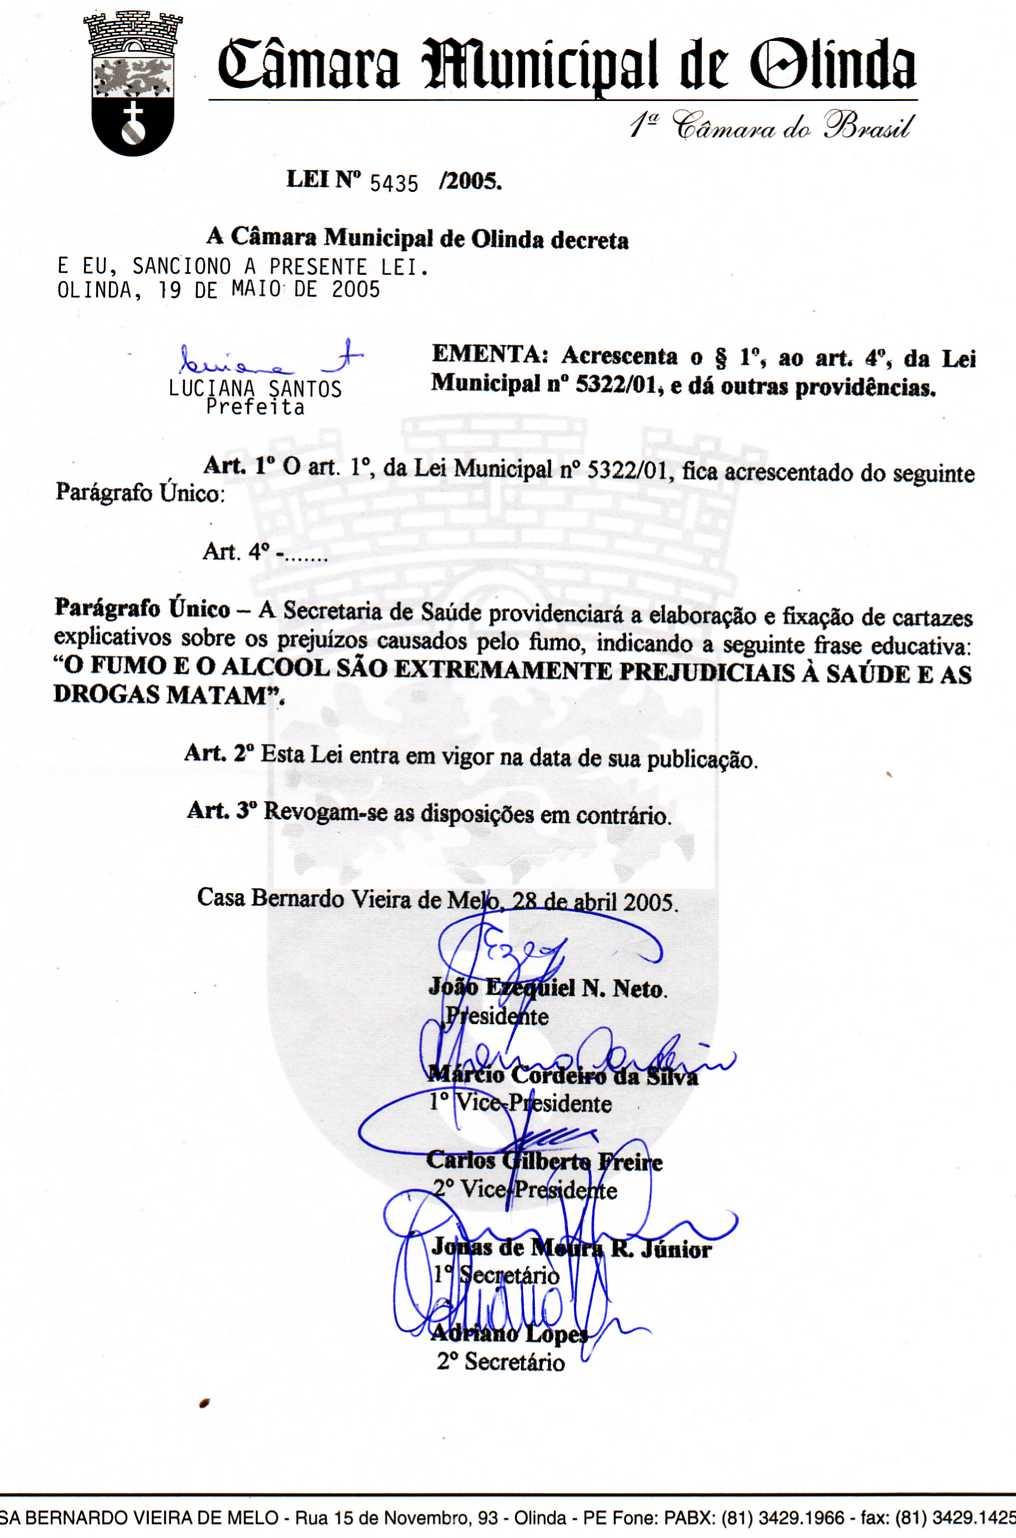 Câmara Municipal de Olinda
1ª Câmara do Brasil
LEI Nº 5435 /2005.
A Câmara Municipal de Olinda decreta
E EU, SANCIONO A PRESENTE LEI.
OLINDA, 19 DE MAIO DE 2005
LUCIANA SANTOS
Prefeita
EMENTA: Acrescenta o § 1º, ao art. 4º, da Lei
Municipal nº 5322/01, e dá outras providências.
Art. 1º O art. 1º, da Lei Municipal nº 5322/01, fica acrescentado do seguinte
Parágrafo Único:
Art. 4º -.......
Parágrafo Único – A Secretaria de Saúde providenciará a elaboração e fixação de cartazes
explicativos sobre os prejuízos causados pelo fumo, indicando a seguinte frase educativa:
“O FUMO E O ALCOOL SÃO EXTREMAMENTE PREJUDICIAIS À SAÚDE E AS
DROGAS MATAM”.
Art. 2º Esta Lei entra em vigor na data de sua publicação.
Art. 3º Revogam-se as disposições em contrário.
Casa Bernardo Vieira de Melo, 28 de abril 2005.
João Ezequiel N. Neto.
Presidente
Márcio Cordeiro da Silva
1º Vice-Presidente
Carlos Gilberto Freire
2º Vice-Presidente
Jonas de Moura R. Júnior
1º Secretário
Adriano Lopes
2º Secretário
SA BERNARDO VIEIRA DE MELO - Rua 15 de Novembro, 93 - Olinda - PE Fone: PABX: (81) 3429.1966 - fax: (81) 3429.1425